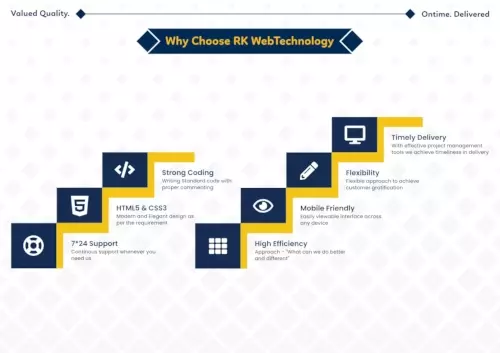 Valued Quality.
Ontime. Delivered
Why Choose RK WebTechnology
Strong Coding
Writing Standard code with
proper commenting
HTML5 & CSS3
Modern and Elegant design as
per the requirement
7*24 Support
Continous support whenever you
need us
Timely Delivery
With effective project management
tools we achieve timeliness in delivery
Flexibility
Flexible approach to achieve
customer gratification
Mobile Friendly
Easily viewable interface across
any device
High Efficiency
Approach - "What can we do better
and different"